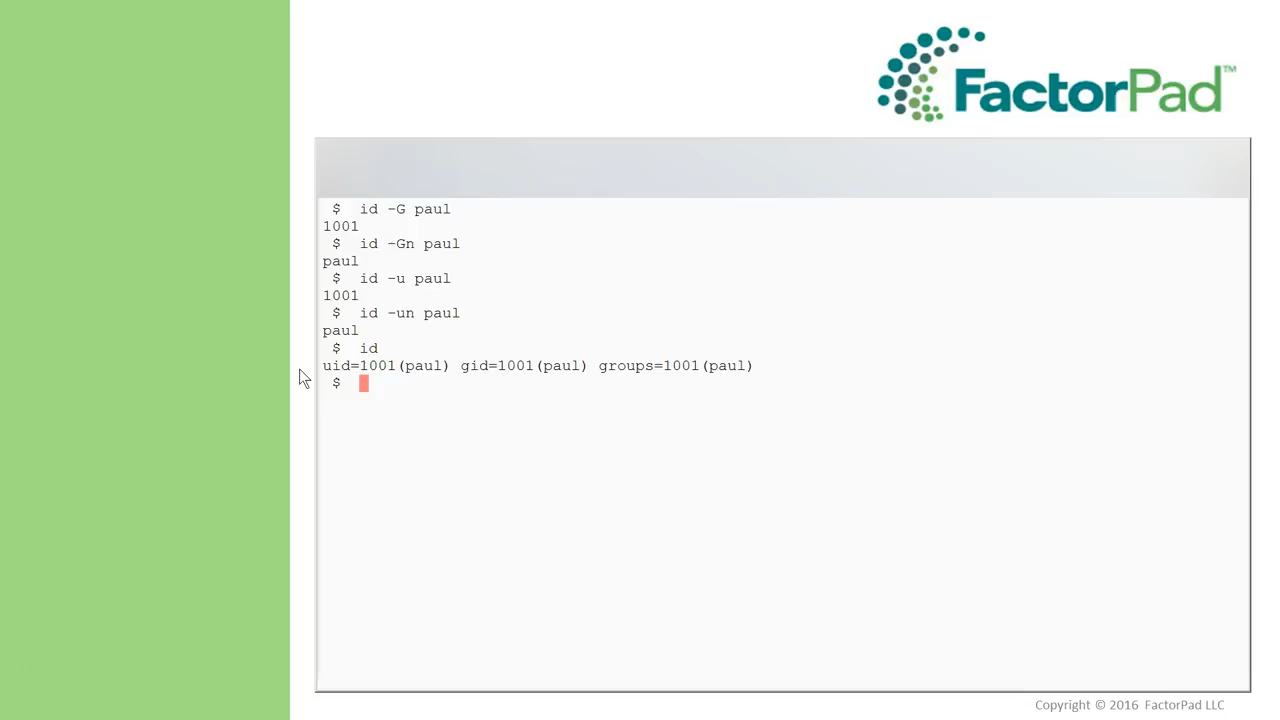 FactorPad™
$ id -G paul
1001
$ id -Gn paul
paul
$ id -u paul
1001
$ id -un paul
paul
$ id
uid=1001(paul) gid=1001(paul) groups=1001(paul)
$
Copyright © 2016 FactorPad LLC